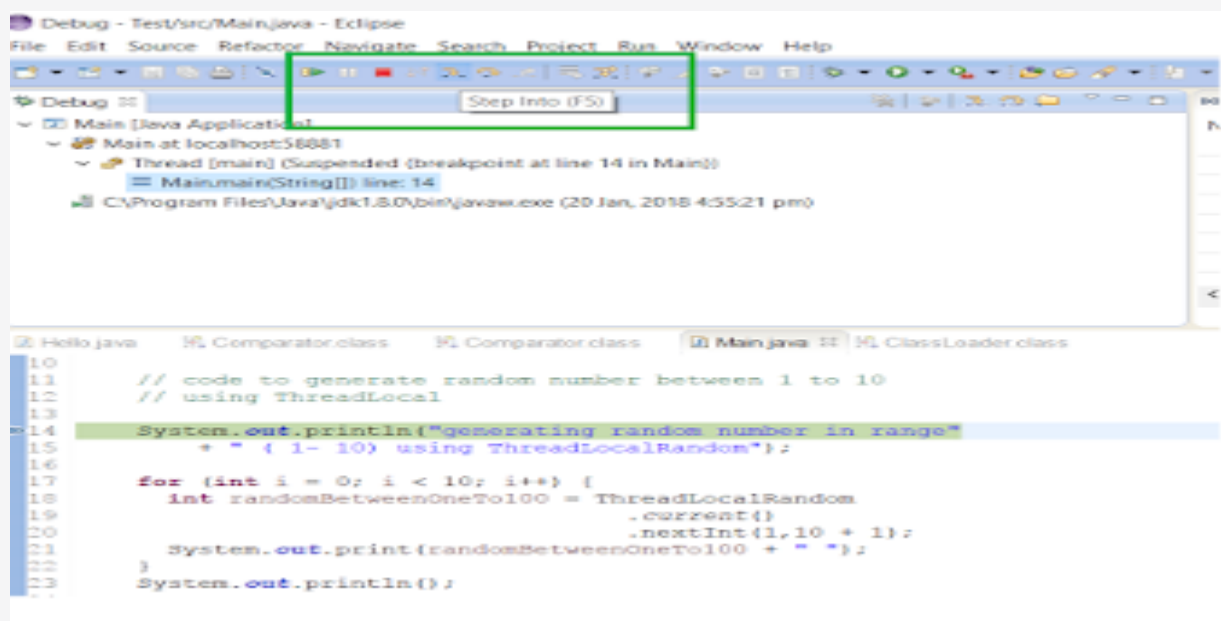 Debug - Test/src/Main.java - Eclipse
File Edit Source Refactor Navigate Search Project Run Window Help
Step Into (F5)
Debug
Main [Java Application]
Main at localhost:58881
Thread [main] (Suspended (breakpoint at line 14 in Main))
Main.main(String[]) line: 14
C:\Program Files\Java\jdk1.8.0\bin\javaw.exe (20 Jan, 2018 4:55:21 pm)
Hello.java Comparator.class Comparator.class Main.java ClassLoader.class
10
11 // code to generate random number between 1 to 10
12 // using ThreadLocal
13
14 System.out.println("generating random number in range"
15 + " ( 1- 10) using ThreadLocalRandom");
16
17 for (int i = 0; i < 10; i++) {
18 int randomBetweenOneTo100 = ThreadLocalRandom
19 .current()
20 .nextInt(1,10 + 1);
21 System.out.print(randomBetweenOneTo100 + " ");
22 }
23 System.out.println();